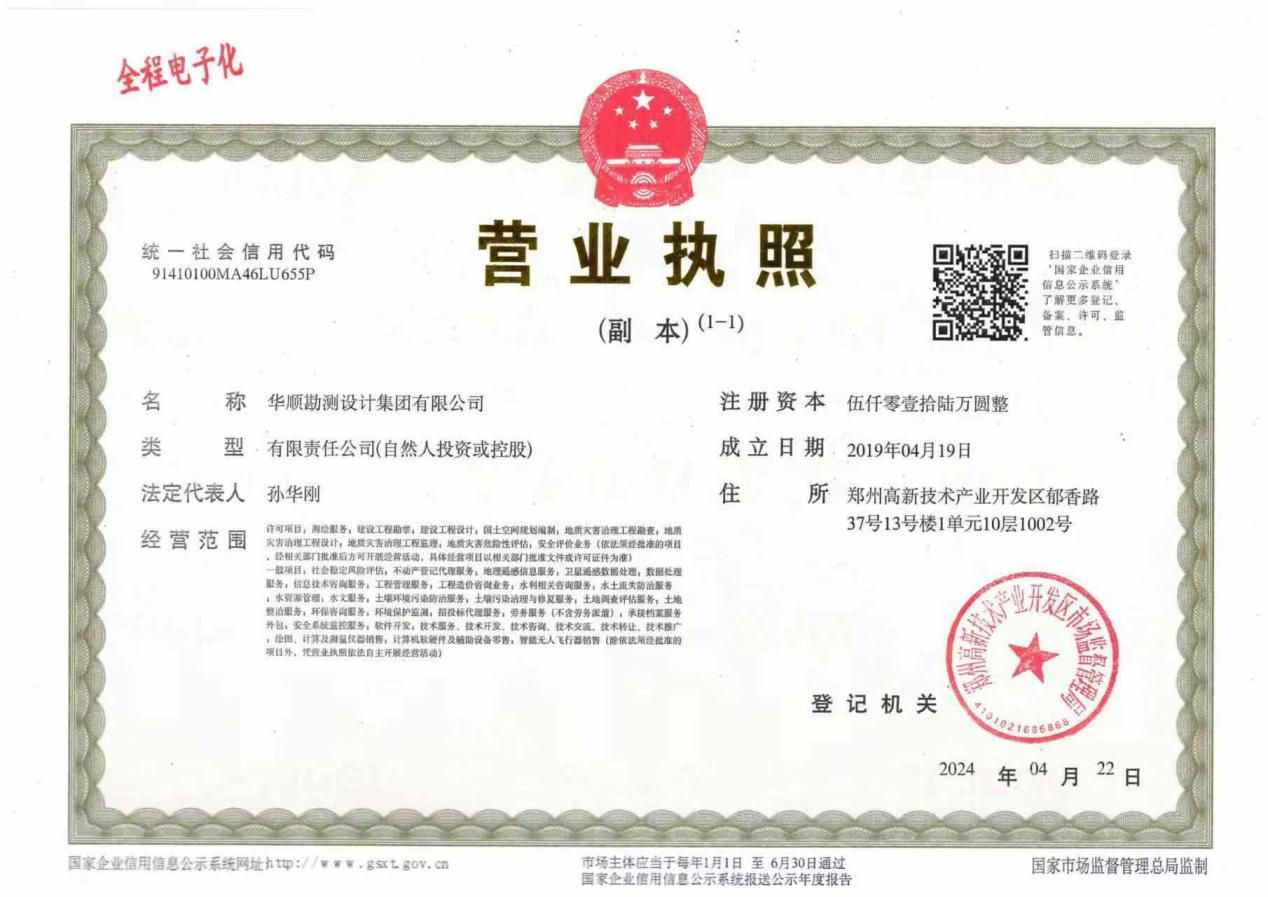 全程电子化
统一社会信用代码
91410100MA46LU655P
营业执照
(副 本)(1-1)
扫描二维码登录
'国家企业信用
信息公示系统'
了解更多登记、
备案、许可、监
管信息。
名 称 华顺勘测设计集团有限公司
类 型 有限责任公司(自然人投资或控股)
法定代表人 孙华刚
经营范围
许可项目：测绘服务；建设工程勘察；建设工程设计；国土空间规划编制；地质灾害治理工程勘查；地质
灾害治理工程设计；地质灾害治理工程监理；地质灾害危险性评估；安全评价业务（依法须经批准的项目
，经相关部门批准后方可开展经营活动，具体经营项目以相关部门批准文件或许可证件为准）
一般项目：社会稳定风险评估；不动产登记代理服务；地理遥感信息服务；卫星遥感数据处理；数据处理
服务；信息技术咨询服务；工程管理服务；工程造价咨询业务；水利相关咨询服务；水土流失防治服务
；水资源管理；水文服务；土壤环境污染防治服务；土壤污染治理与修复服务；土地调查评估服务；土地
整治服务；环保咨询服务；环境保护监测；招投标代理服务；劳务服务（不含劳务派遣）；承接档案服务
外包；安全系统监控服务；软件开发；技术服务、技术开发、技术咨询、技术交流、技术转让、技术推广
；绘图、计算及测量仪器销售；计算机软硬件及辅助设备零售；智能无人飞行器销售（除依法须经批准的
项目外，凭营业执照依法自主开展经营活动）
注册资本 伍仟零壹拾陆万圆整
成立日期 2019年04月19日
住 所 郑州高新技术产业开发区郁香路
37号13号楼1单元10层1002号
登记机关
郑州高新技术产业开发区市场监督管理局
4101021686868
2024 年 04 月 22 日
国家企业信用信息公示系统网址http://www.gsxt.gov.cn
市场主体应当于每年1月1日 至 6月30日通过
国家企业信用信息公示系统报送公示年度报告
国家市场监督管理总局监制